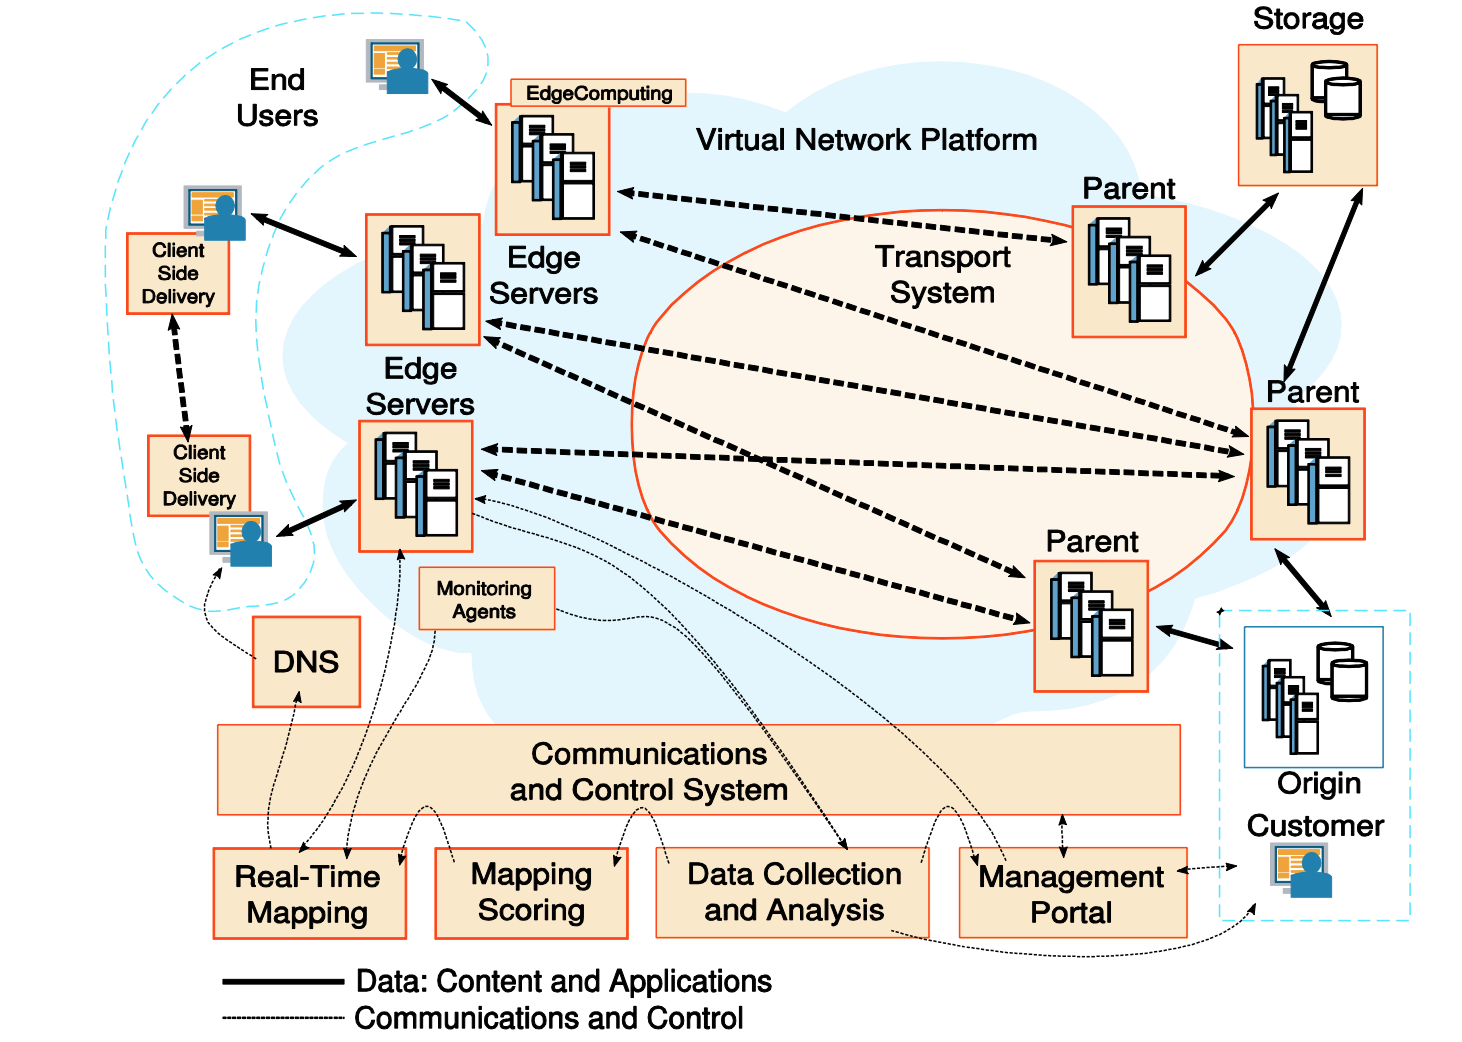 Storage
End
Users
EdgeComputing
Virtual Network Platform
Parent
Client
Side
Delivery
Edge
Servers
Transport
System
Edge
Servers
Parent
Client
Side
Delivery
Parent
Monitoring
Agents
DNS
Communications
and Control System
Origin
Customer
Real-Time
Mapping
Mapping
Scoring
Data Collection
and Analysis
Management
Portal
Data: Content and Applications
Communications and Control